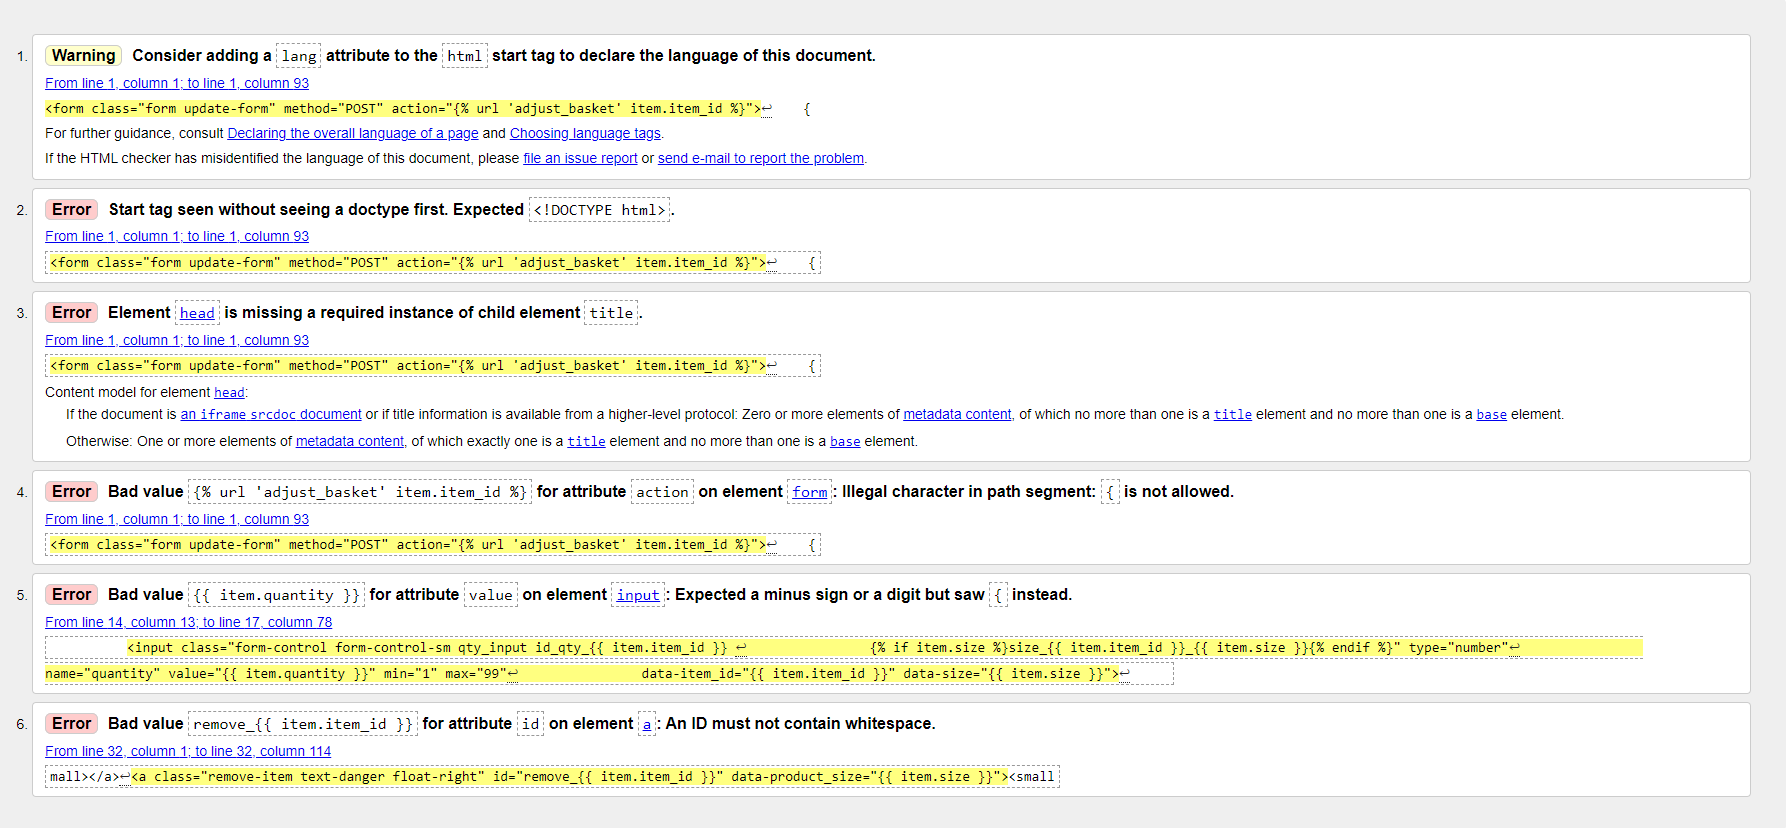 1. Warning Consider adding a lang attribute to the html start tag to declare the language of this document.
From line 1, column 1; to line 1, column 93
<form class="form update-form" method="POST" action="{% url 'adjust_basket' item.item_id %}">↩    {
For further guidance, consult Declaring the overall language of a page and Choosing language tags.
If the HTML checker has misidentified the language of this document, please file an issue report or send e-mail to report the problem.
2. Error Start tag seen without seeing a doctype first. Expected <!DOCTYPE html>.
From line 1, column 1; to line 1, column 93
<form class="form update-form" method="POST" action="{% url 'adjust_basket' item.item_id %}">↩    {
3. Error Element head is missing a required instance of child element title.
From line 1, column 1; to line 1, column 93
<form class="form update-form" method="POST" action="{% url 'adjust_basket' item.item_id %}">↩    {
Content model for element head:
If the document is an iframe srcdoc document or if title information is available from a higher-level protocol: Zero or more elements of metadata content, of which no more than one is a title element and no more than one is a base element.
Otherwise: One or more elements of metadata content, of which exactly one is a title element and no more than one is a base element.
4. Error Bad value {% url 'adjust_basket' item.item_id %} for attribute action on element form: Illegal character in path segment: { is not allowed.
From line 1, column 1; to line 1, column 93
<form class="form update-form" method="POST" action="{% url 'adjust_basket' item.item_id %}">↩    {
5. Error Bad value {{ item.quantity }} for attribute value on element input: Expected a minus sign or a digit but saw { instead.
From line 14, column 13; to line 17, column 78
<input class="form-control form-control-sm qty_input id_qty_{{ item.item_id }} ↩                {% if item.size %}size_{{ item.item_id }}_{{ item.size }}{% endif %}" type="number"↩
name="quantity" value="{{ item.quantity }}" min="1" max="99"↩                data-item_id="{{ item.item_id }}" data-size="{{ item.size }}">↩
6. Error Bad value remove_{{ item.item_id }} for attribute id on element a: An ID must not contain whitespace.
From line 32, column 1; to line 32, column 114
mall></a>↩<a class="remove-item text-danger float-right" id="remove_{{ item.item_id }}" data-product_size="{{ item.size }}"><small